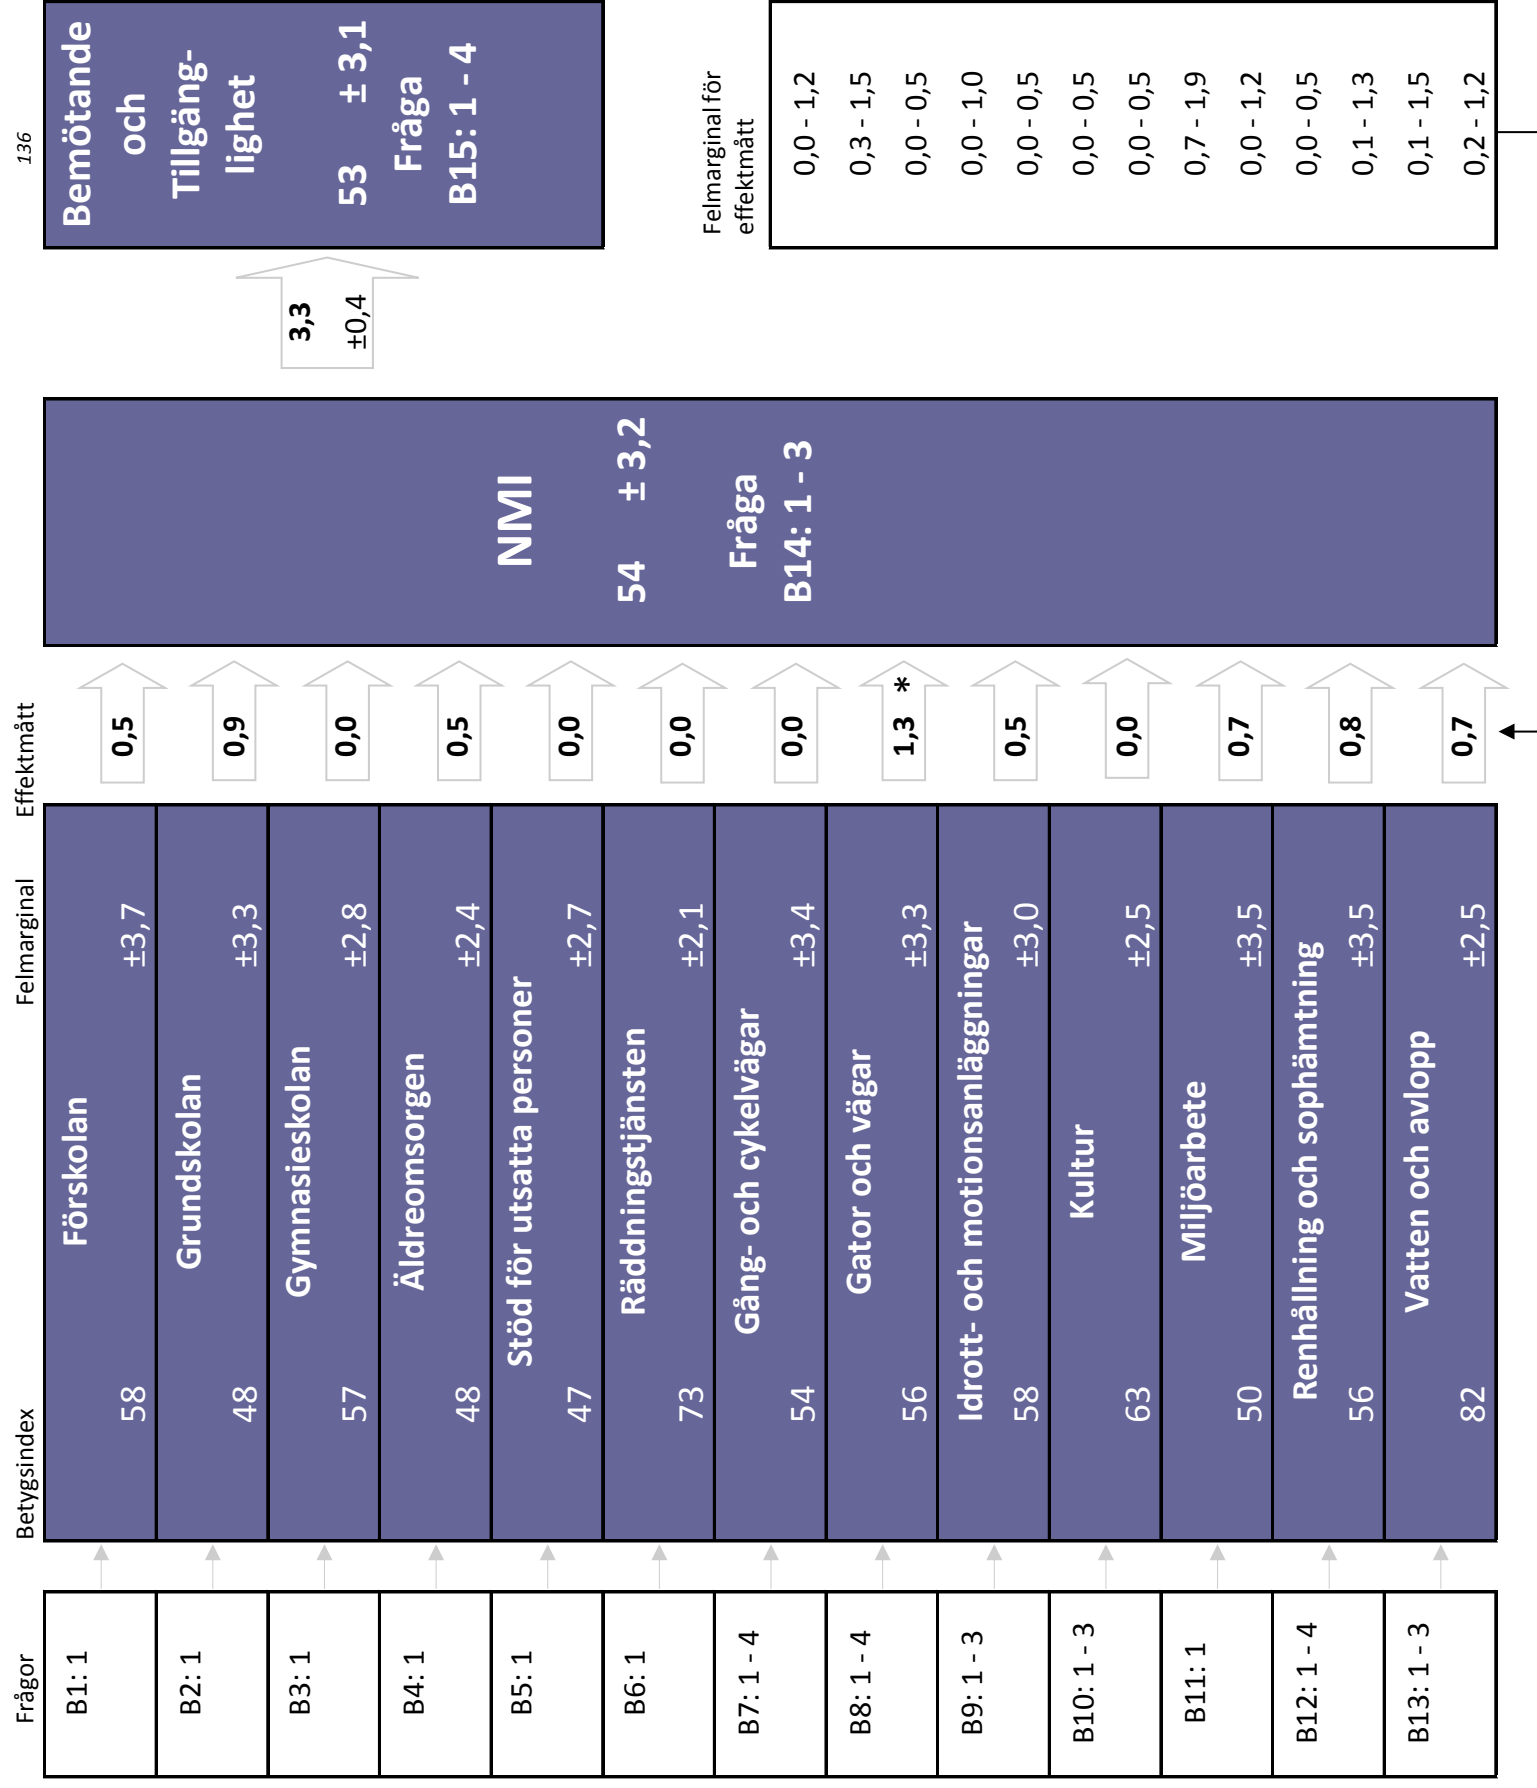 136
Frågor
Betygsindex
Felmarginal
Effektmått
B1: 1
Förskolan
58
±3,7
0,5
B2: 1
Grundskolan
48
±3,3
0,9
B3: 1
Gymnasieskolan
57
±2,8
0,0
B4: 1
Äldreomsorgen
48
±2,4
0,5
B5: 1
Stöd för utsatta personer
47
±2,7
0,0
B6: 1
Räddningstjänsten
73
±2,1
0,0
B7: 1 - 4
Gång- och cykelvägar
54
±3,4
0,0
B8: 1 - 4
Gator och vägar
56
±3,3
1,3 *
B9: 1 - 3
Idrott- och motionsanläggningar
58
±3,0
0,5
B10: 1 - 3
Kultur
63
±2,5
0,0
B11: 1
Miljöarbete
50
±3,5
0,7
B12: 1 - 4
Renhållning och sophämtning
56
±3,5
0,8
B13: 1 - 3
Vatten och avlopp
82
±2,5
0,7
NMI
54 ± 3,2
Fråga
B14: 1 - 3
3,3
±0,4
Bemötande
och
Tillgäng-
lighet
53 ± 3,1
Fråga
B15: 1 - 4
Felmarginal för
effektmått
0,0 - 1,2
0,3 - 1,5
0,0 - 0,5
0,0 - 1,0
0,0 - 0,5
0,0 - 0,5
0,0 - 0,5
0,7 - 1,9
0,0 - 1,2
0,0 - 0,5
0,1 - 1,3
0,1 - 1,5
0,2 - 1,2